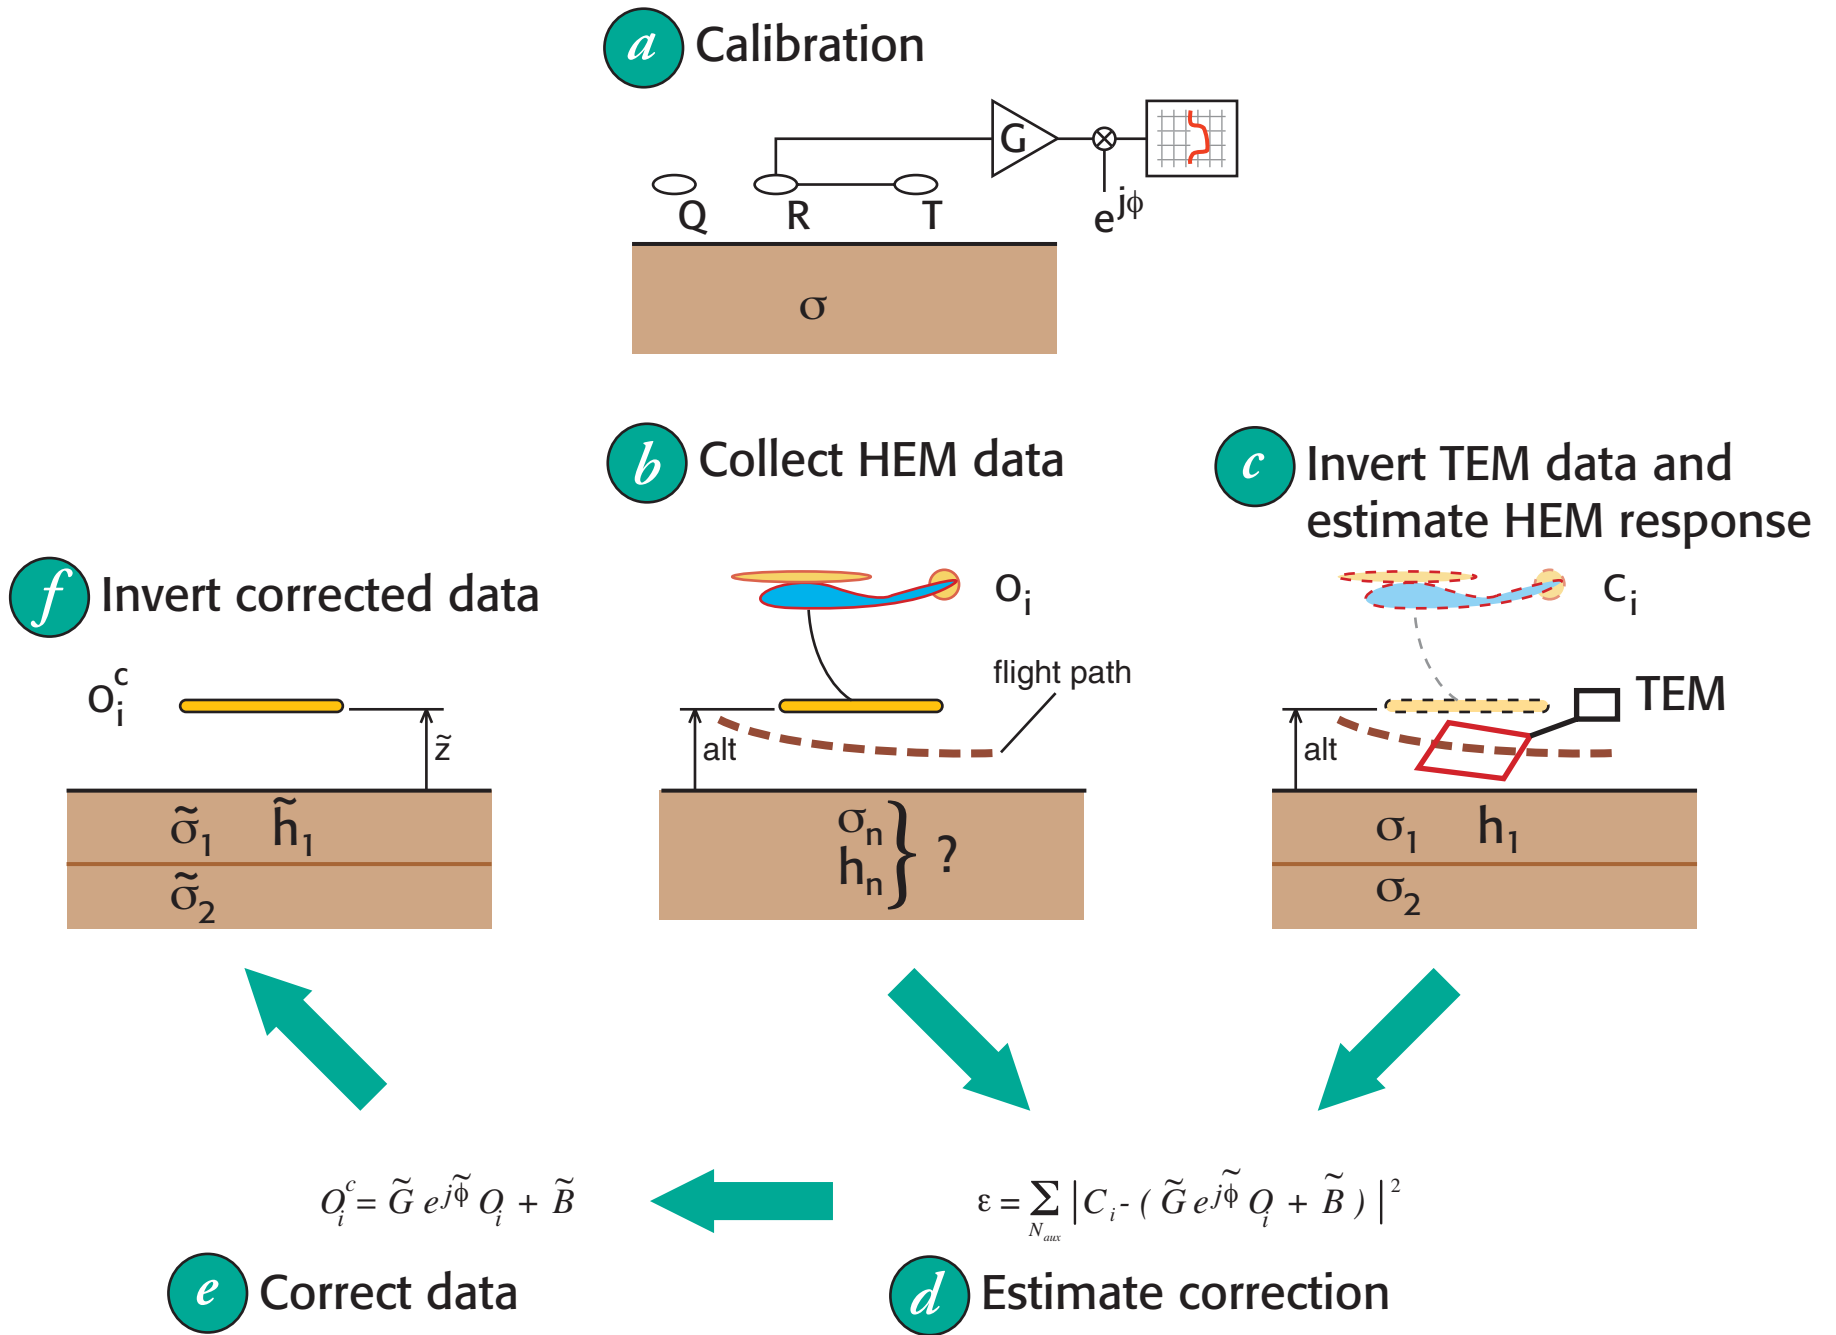 a Calibration
G
Q R T
e^{jϕ}
σ
b Collect HEM data
c Invert TEM data and
estimate HEM response
f Invert corrected data
O_i
C_i
flight path
O_i^c
z̃
alt
TEM
alt
σ̃_1 h̃_1
σ̃_2
σ_n
h_n } ?
σ_1 h_1
σ_2
O_i^c = G̃ e^{jϕ̃} O_i + B̃
ε = Σ_{N_{aux}} | C_i - ( G̃ e^{jϕ̃} O_i + B̃ ) |^2
e Correct data
d Estimate correction